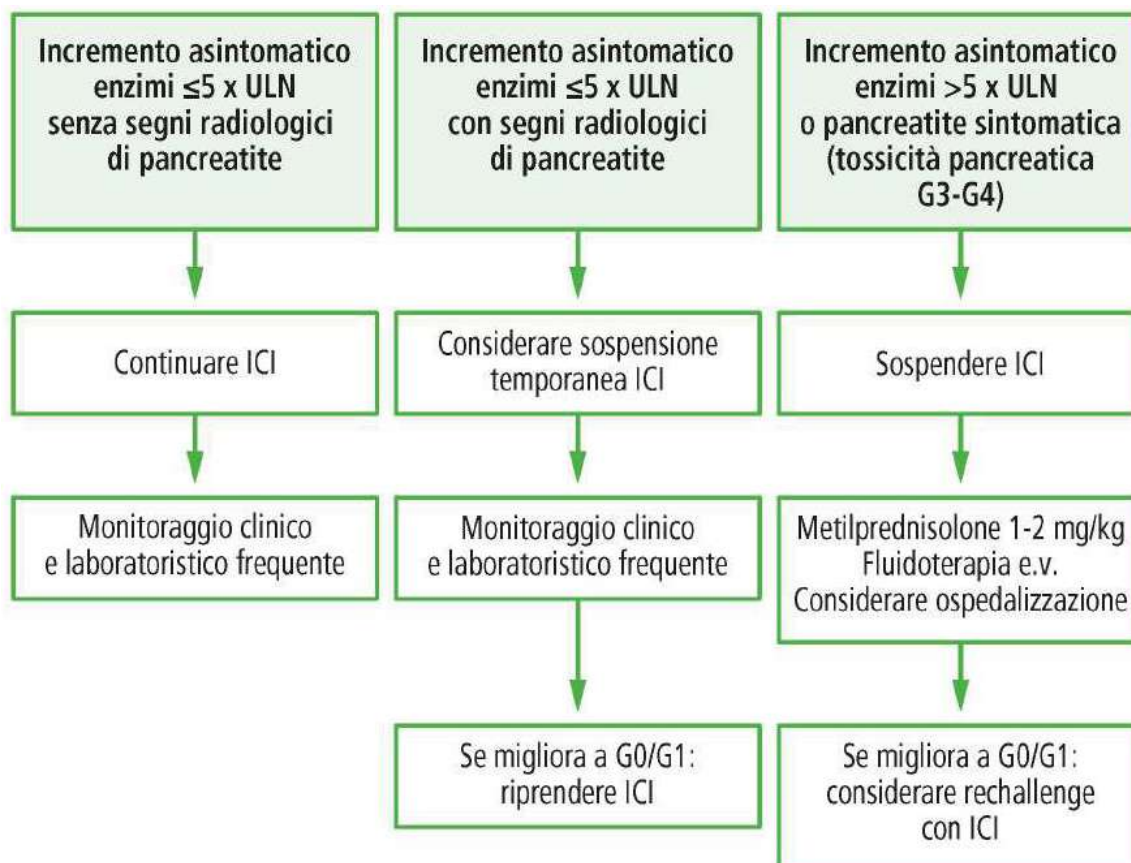 Incremento asintomatico
enzimi ≤5 x ULN
senza segni radiologici
di pancreatite
Incremento asintomatico
enzimi ≤5 x ULN
con segni radiologici
di pancreatite
Incremento asintomatico
enzimi >5 x ULN
o pancreatite sintomatica
(tossicità pancreatica
G3-G4)
Continuare ICI
Considerare sospensione
temporanea ICI
Sospendere ICI
Monitoraggio clinico
e laboratoristico frequente
Monitoraggio clinico
e laboratoristico frequente
Metilprednisolone 1-2 mg/kg
Fluidoterapia e.v.
Considerare ospedalizzazione
Se migliora a G0/G1:
riprendere ICI
Se migliora a G0/G1:
considerare rechallenge
con ICI